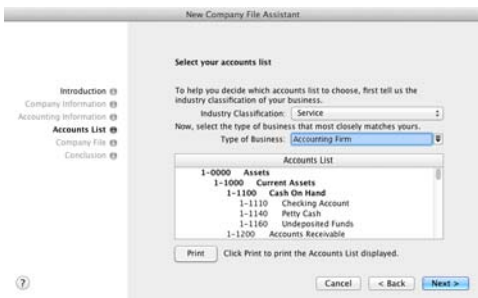 New Company File Assistant
Select your accounts list
Introduction
Company Information
Accounting Information
Accounts List
Company File
Conclusion
To help you decide which accounts list to choose, first tell us the
industry classification of your business.
Industry Classification: Service
Now, select the type of business that most closely matches yours.
Type of Business: Accounting Firm
Accounts List
1-0000 Assets
1-1000 Current Assets
1-1100 Cash On Hand
1-1110 Checking Account
1-1140 Petty Cash
1-1160 Undeposited Funds
1-1200 Accounts Receivable
Print Click Print to print the Accounts List displayed.
? Cancel < Back Next >